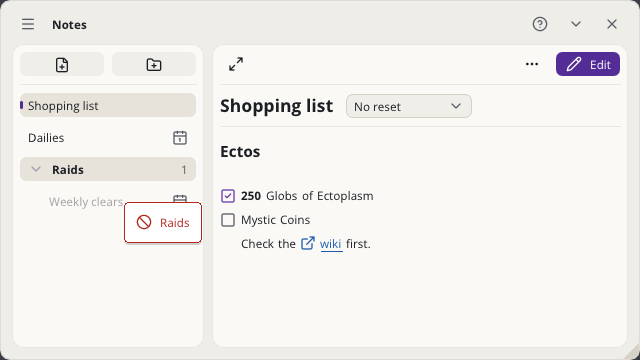 Notes
Edit
Shopping list
Dailies
Raids 1
Weekly clears
Raids
Shopping list No reset
Ectos
250 Globs of Ectoplasm
Mystic Coins
Check the wiki first.